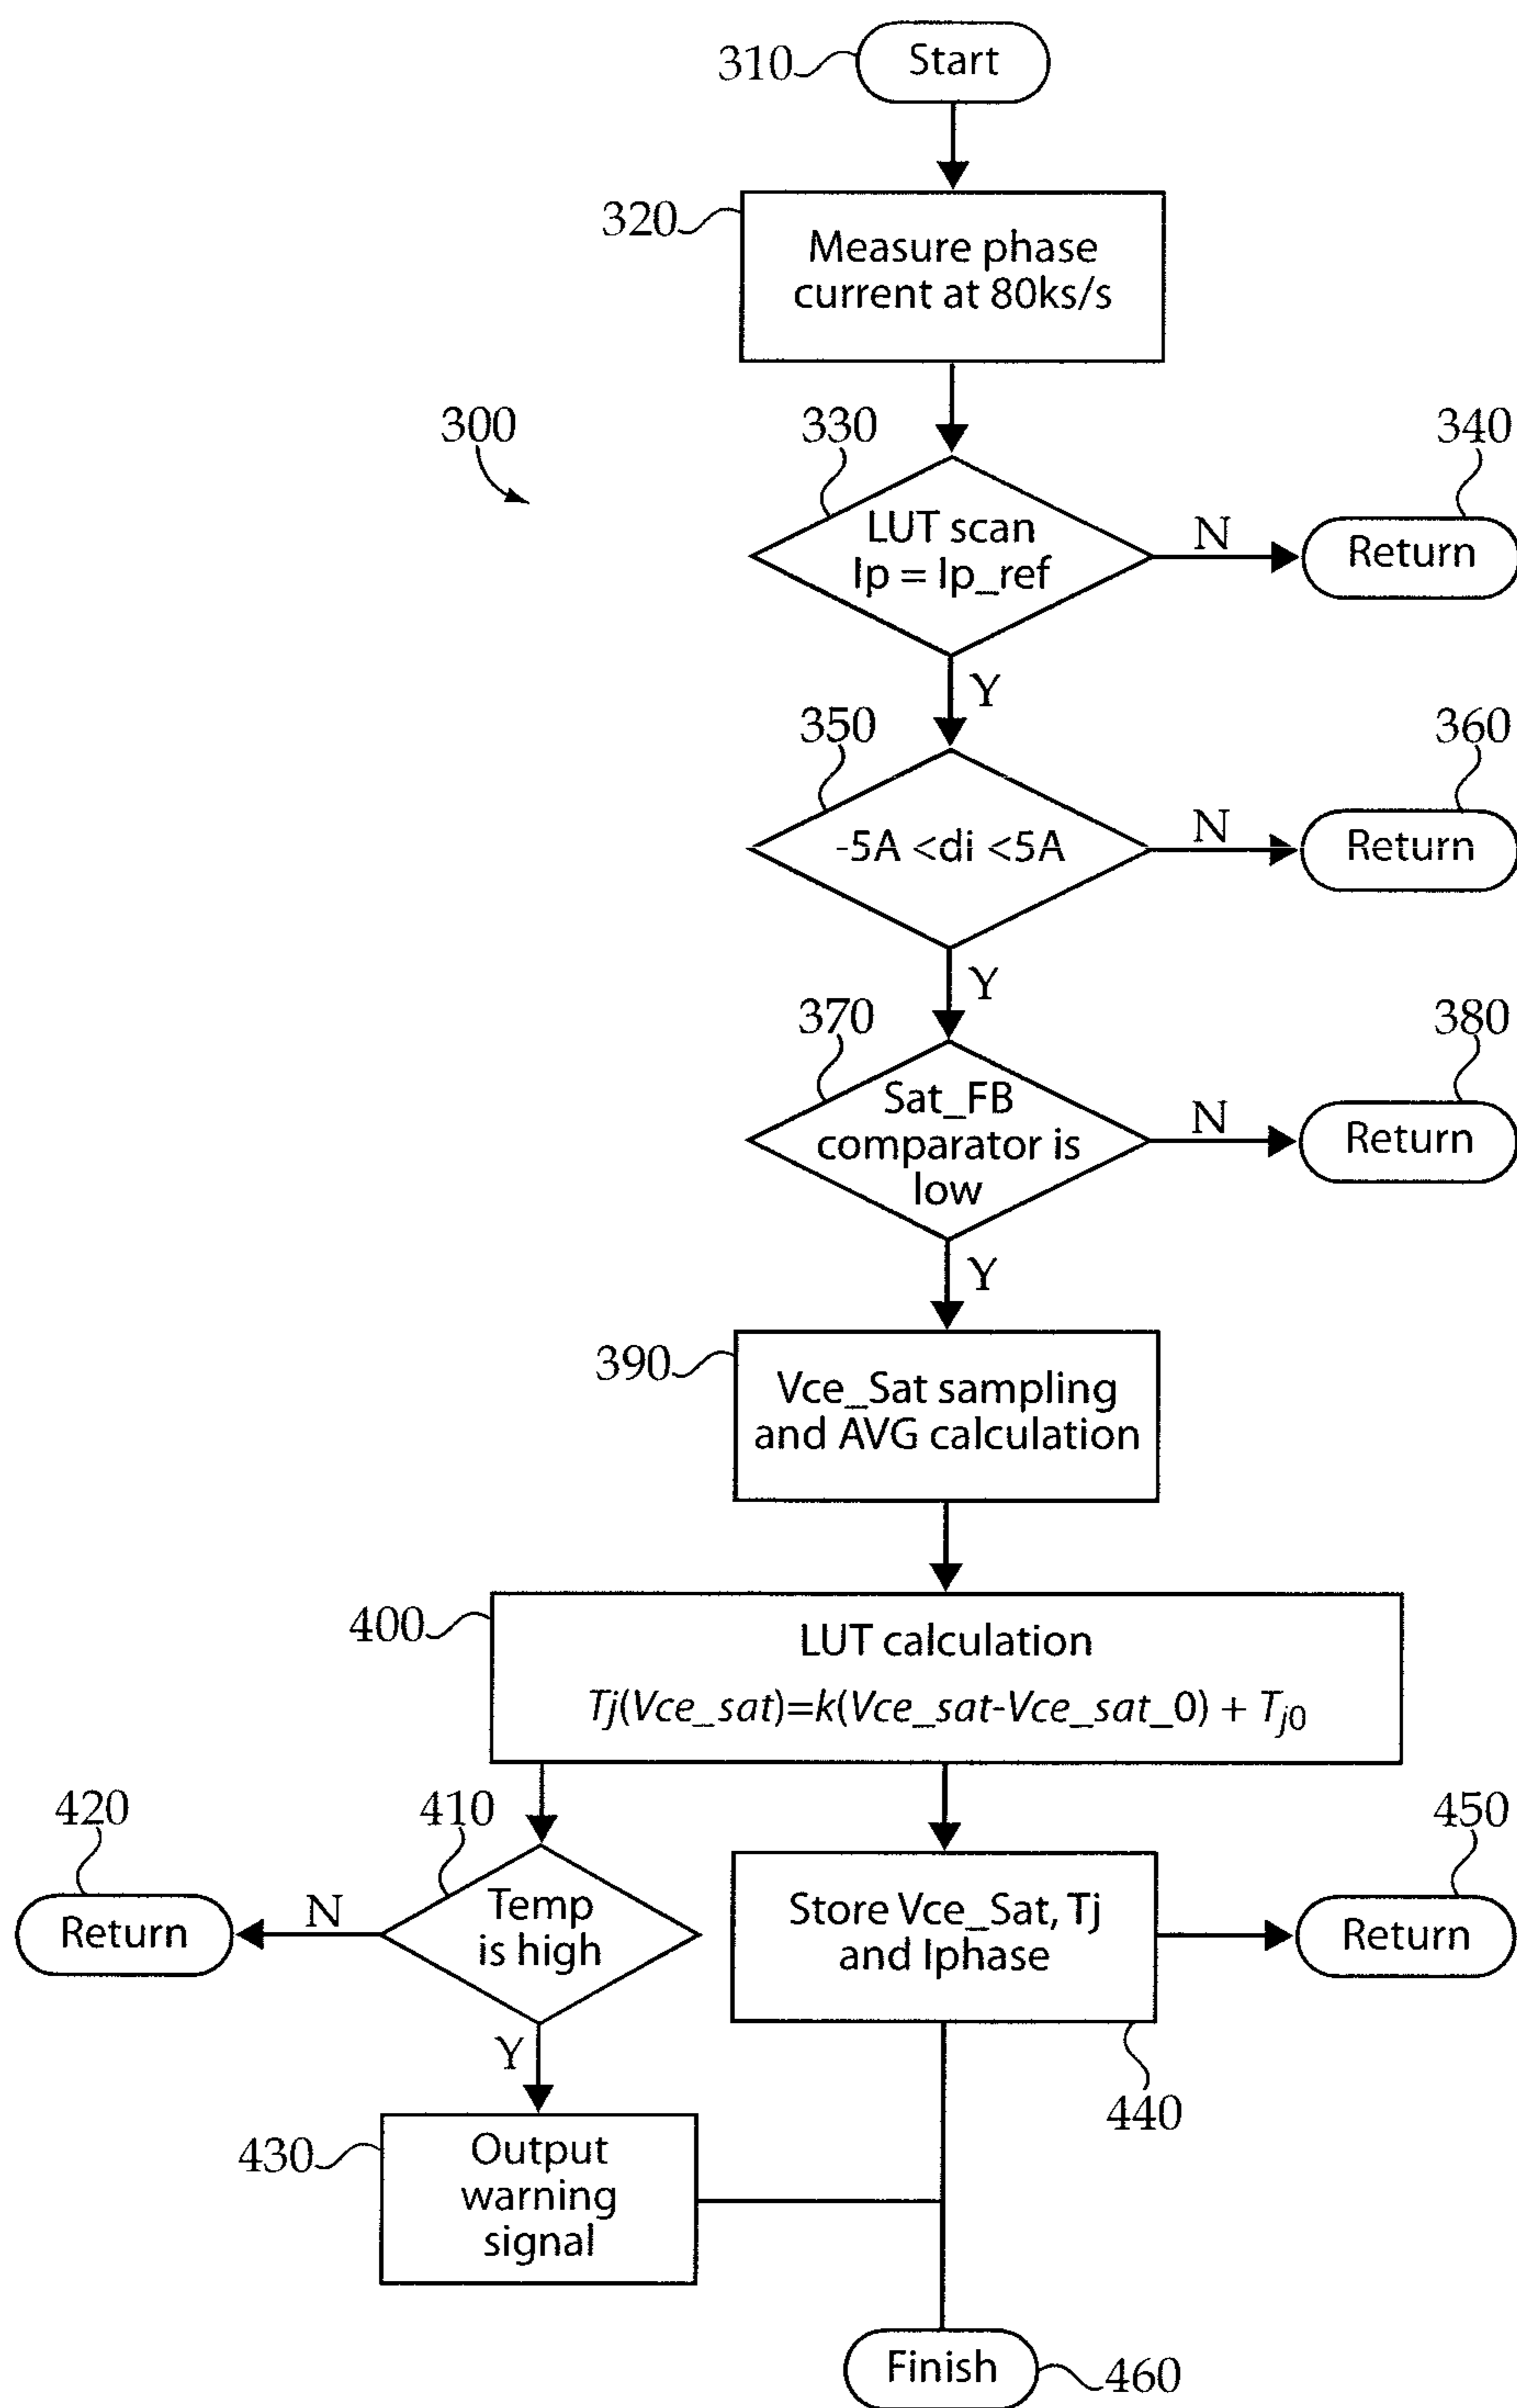 310
Start
320
Measure phase
current at 80ks/s
300
330
340
LUT scan
Ip = Ip_ref
N
Return
Y
350
360
-5A <di <5A
N
Return
Y
370
380
Sat_FB
comparator is
low
N
Return
Y
390
Vce_Sat sampling
and AVG calculation
400
LUT calculation
Tj(Vce_sat)=k(Vce_sat-Vce_sat_0) + Tj0
420
410
450
Return
N
Temp
is high
Store Vce_Sat, Tj
and Iphase
Return
Y
440
430
Output
warning
signal
Finish
460